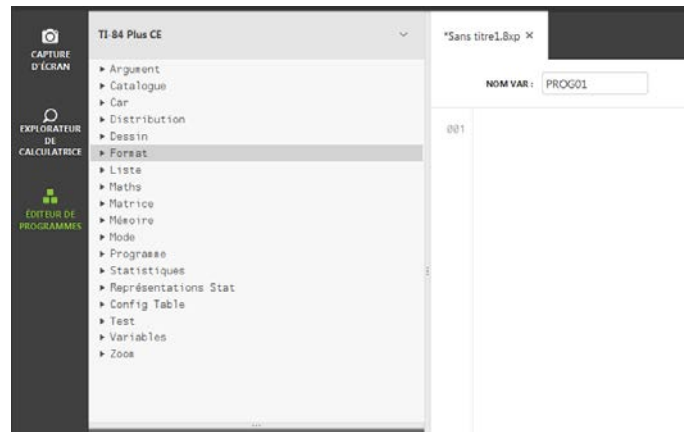 CAPTURE
D'ÉCRAN
EXPLORATEUR
DE
CALCULATRICE
ÉDITEUR DE
PROGRAMMES
TI-84 Plus CE
Argument
Catalogue
Car
Distribution
Dessin
Format
Liste
Maths
Matrice
Mémoire
Mode
Programme
Statistiques
Représentations Stat
Config Table
Test
Variables
Zoom
*Sans titre1.8xp ×
NOM VAR : PROG01
001